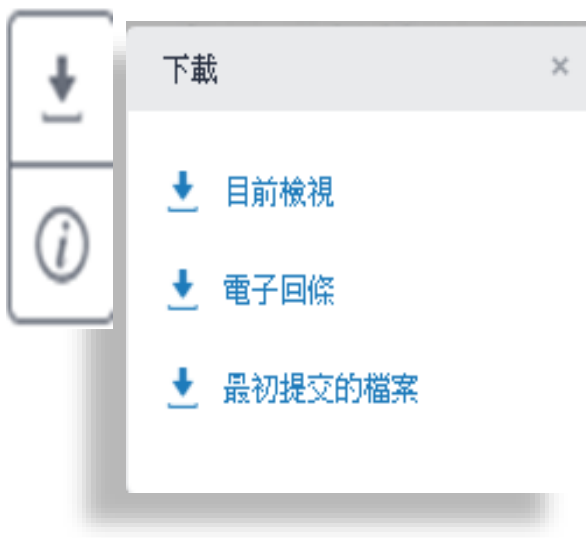 下載
目前檢視
電子回條
最初提交的檔案